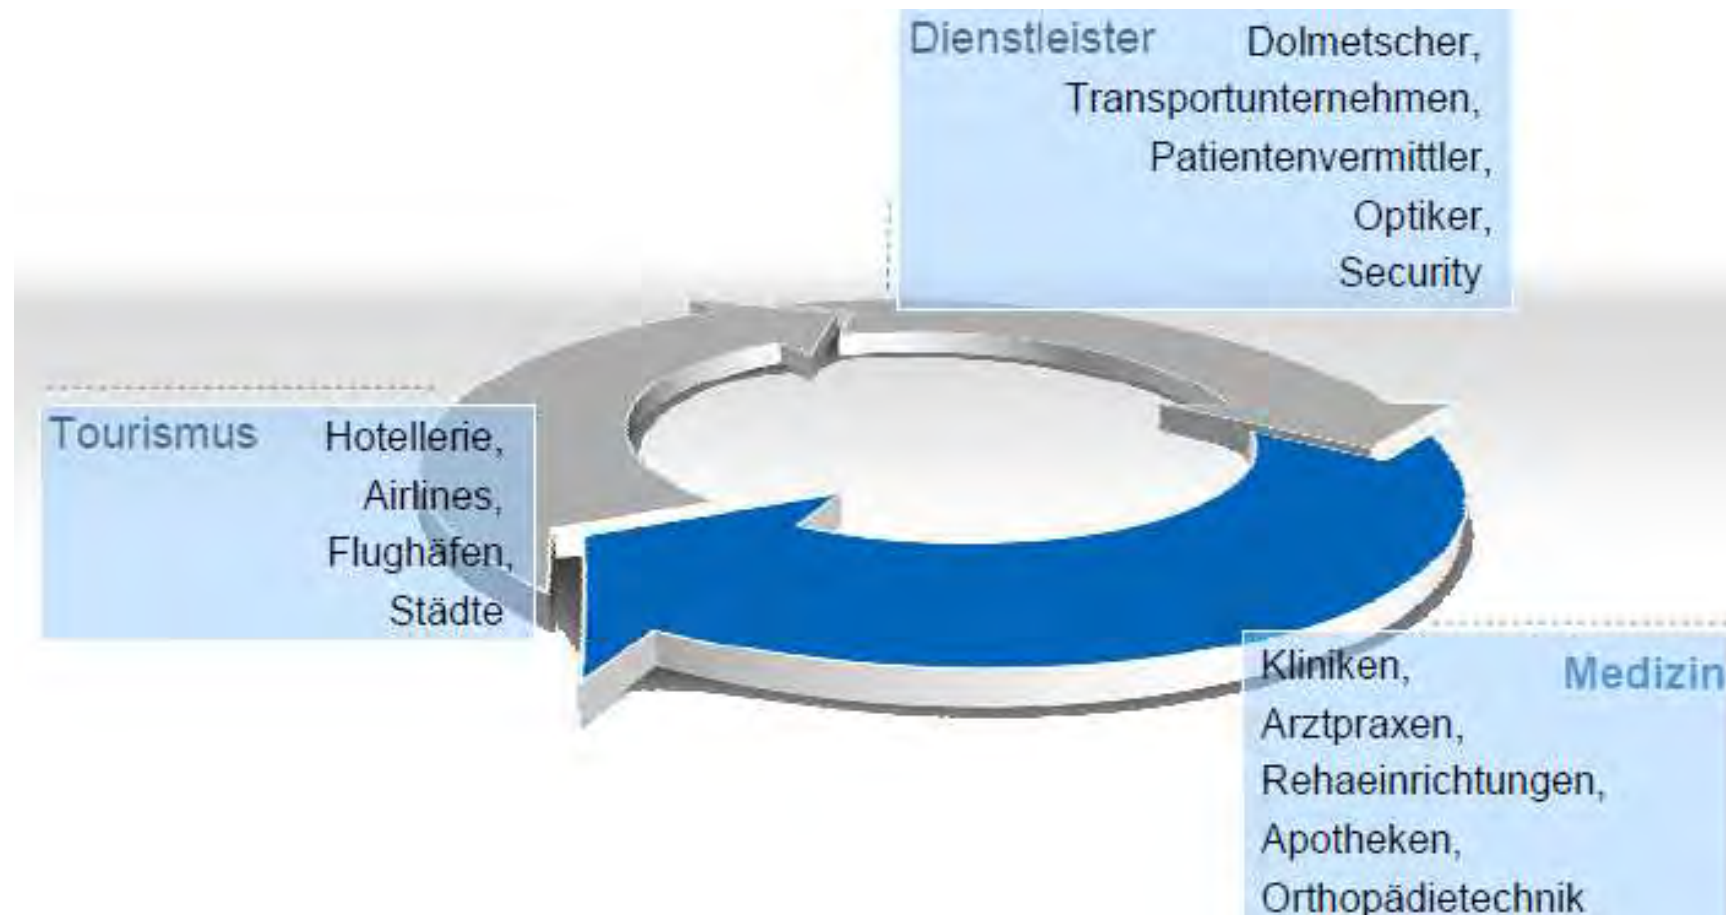 Dienstleister Dolmetscher,
Transportunternehmen,
Patientenvermittler,
Optiker,
Security
Tourismus Hotellerie,
Airlines,
Flughäfen,
Städte
Kliniken, Medizin
Arztpraxen,
Rehaeinrichtungen,
Apotheken,
Orthopädietechnik